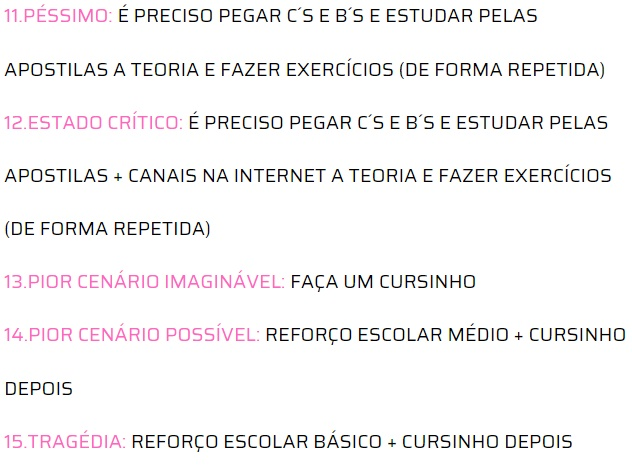 11.PÉSSIMO: É PRECISO PEGAR C´S E B´S E ESTUDAR PELAS
APOSTILAS A TEORIA E FAZER EXERCÍCIOS (DE FORMA REPETIDA)
12.ESTADO CRÍTICO: É PRECISO PEGAR C´S E B´S E ESTUDAR PELAS
APOSTILAS + CANAIS NA INTERNET A TEORIA E FAZER EXERCÍCIOS
(DE FORMA REPETIDA)
13.PIOR CENÁRIO IMAGINÁVEL: FAÇA UM CURSINHO
14.PIOR CENÁRIO POSSÍVEL: REFORÇO ESCOLAR MÉDIO + CURSINHO
DEPOIS
15.TRAGÉDIA: REFORÇO ESCOLAR BÁSICO + CURSINHO DEPOIS